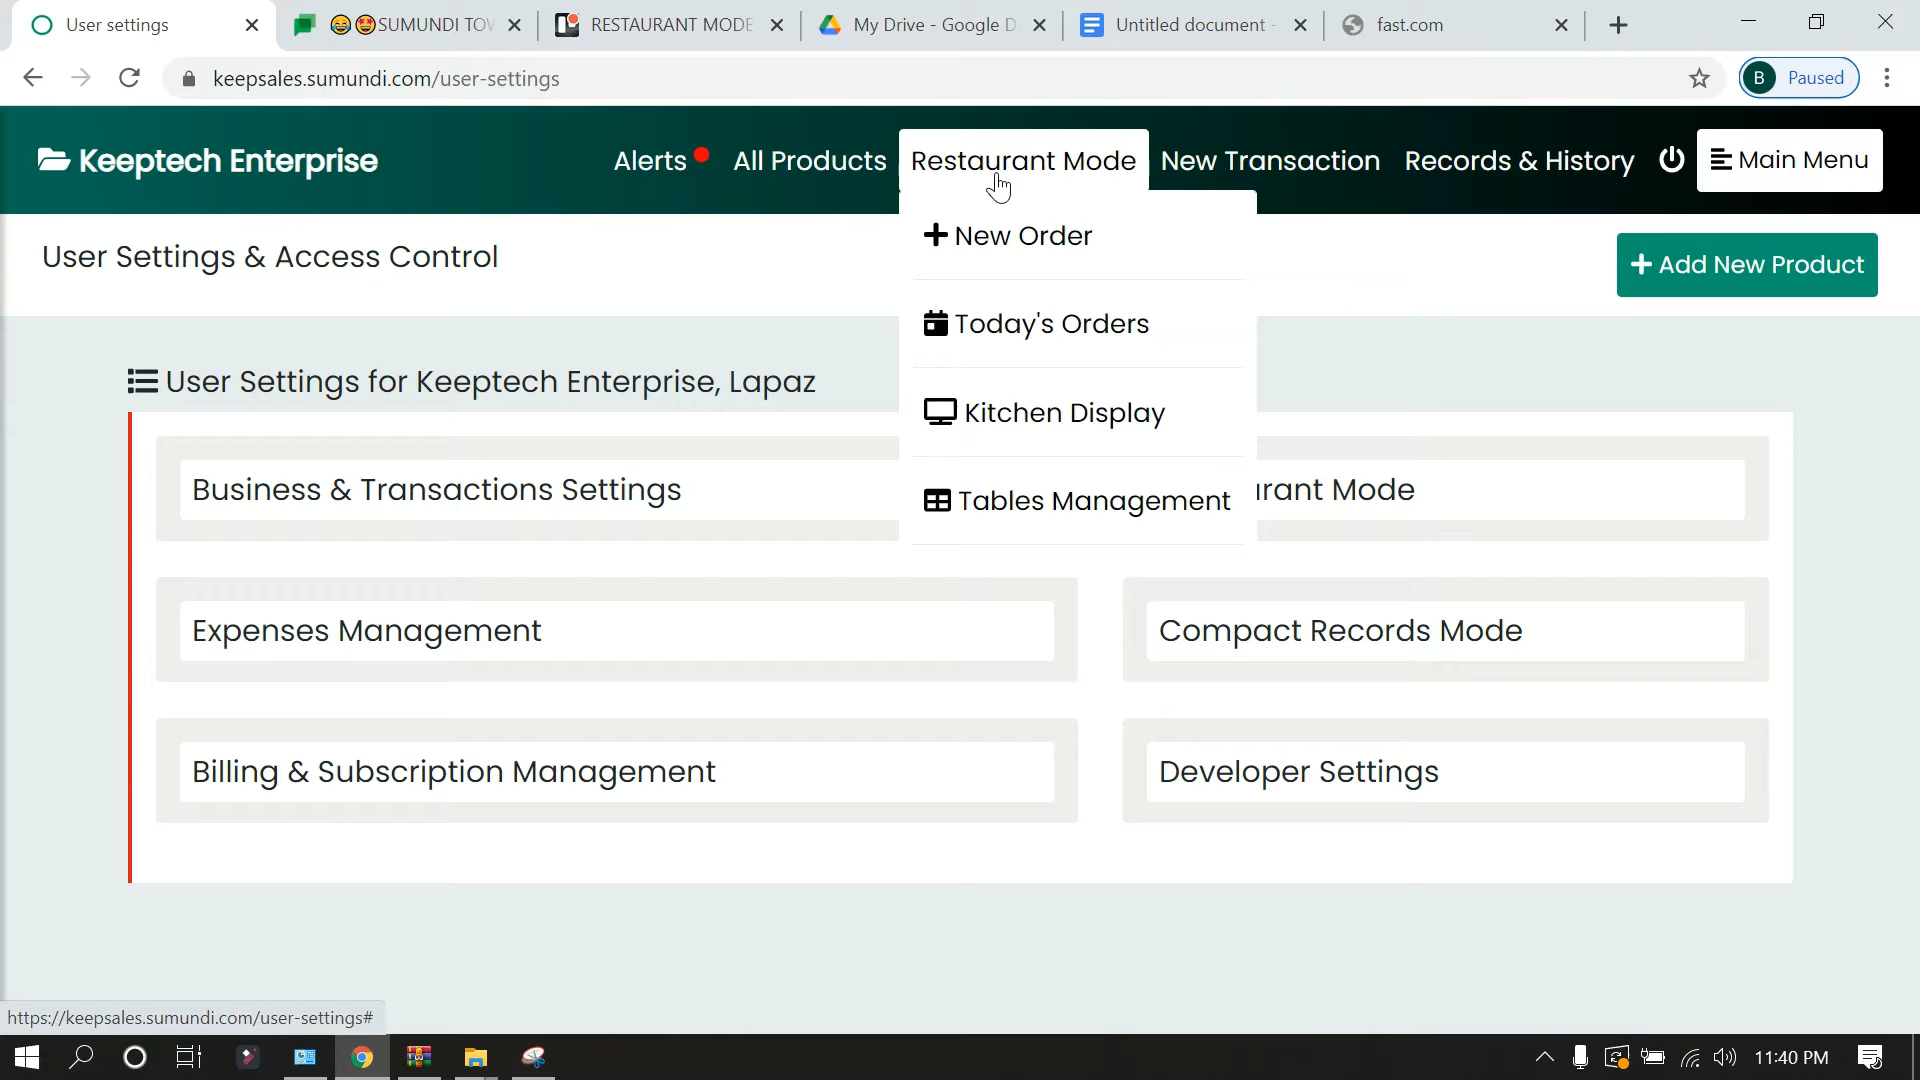 User settings
😂🤩SUMUNDI TOV
RESTAURANT MODE
My Drive - Google D
Untitled document -
fast.com
keepsales.sumundi.com/user-settings
B Paused
Keeptech Enterprise
Alerts
All Products
Restaurant Mode
New Transaction
Records & History
Main Menu
User Settings & Access Control
New Order
Add New Product
Today's Orders
Kitchen Display
Tables Management
User Settings for Keeptech Enterprise, Lapaz
Business & Transactions Settings
urant Mode
Expenses Management
Compact Records Mode
Billing & Subscription Management
Developer Settings
https://keepsales.sumundi.com/user-settings#
11:40 PM